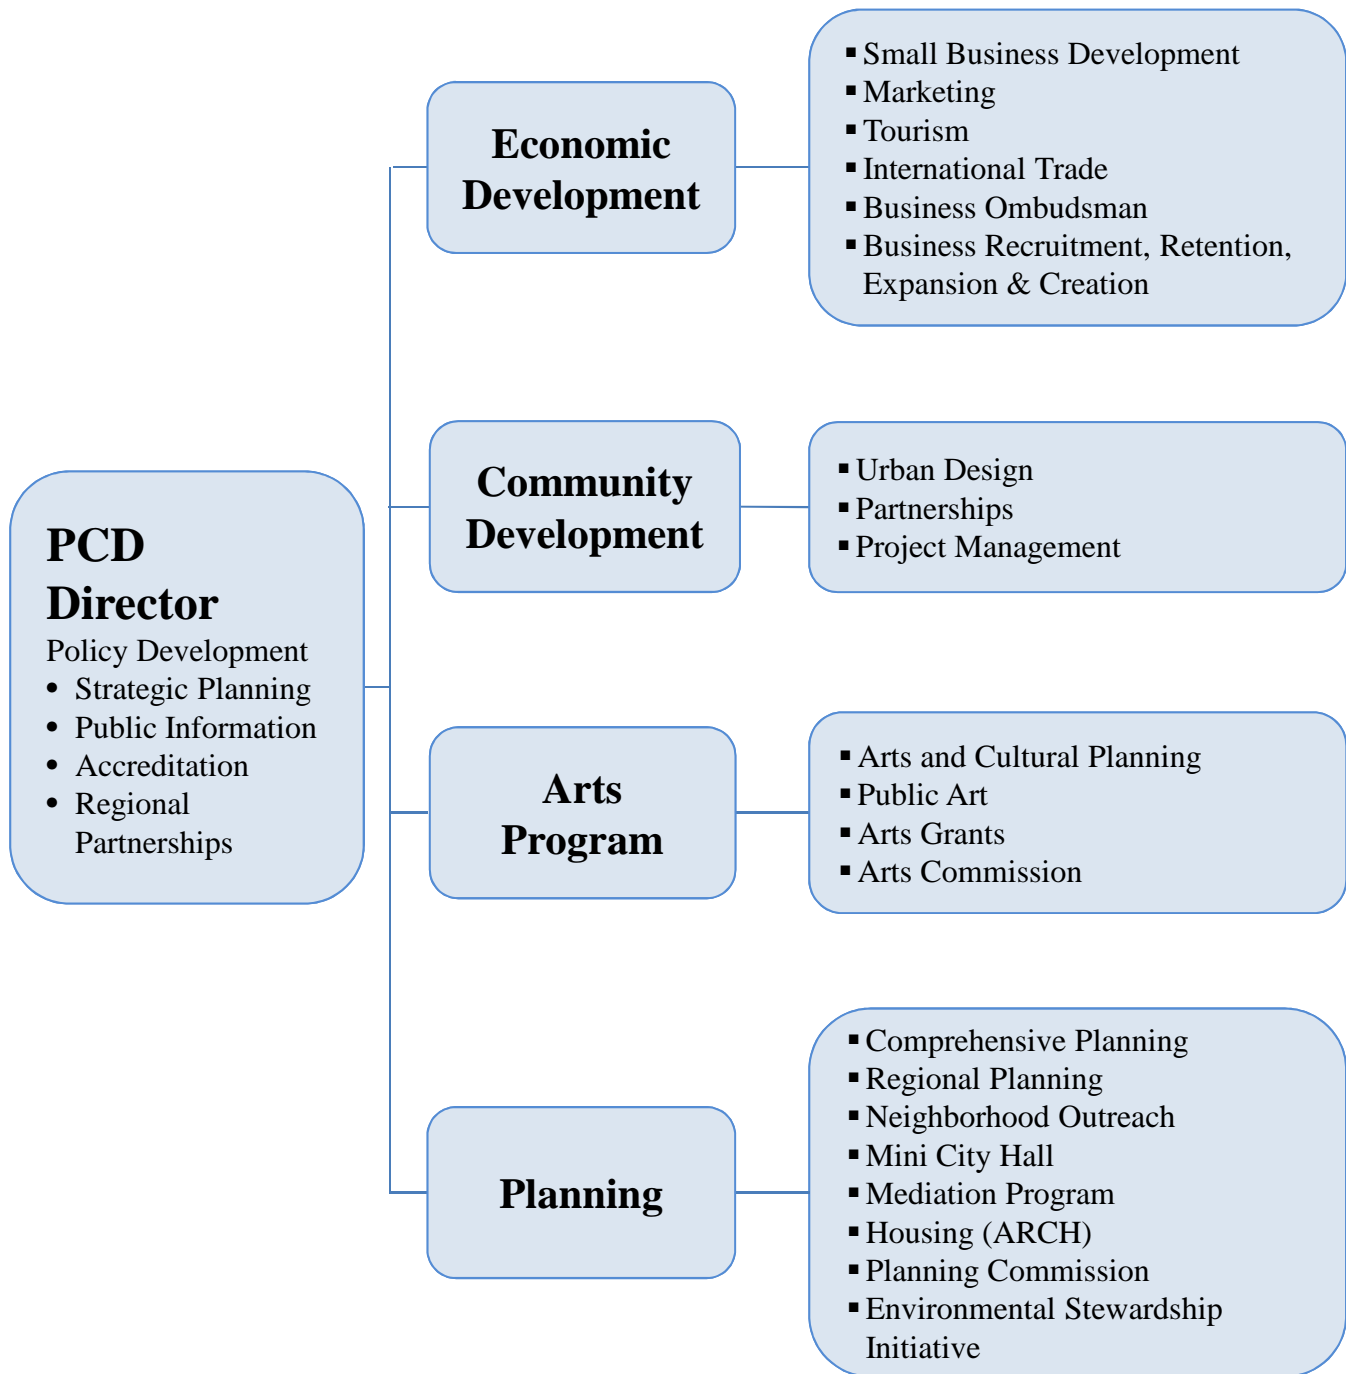 PCD
Director
Policy Development
• Strategic Planning
• Public Information
• Accreditation
• Regional
Partnerships
Economic
Development
▪ Small Business Development
▪ Marketing
▪ Tourism
▪ International Trade
▪ Business Ombudsman
▪ Business Recruitment, Retention,
Expansion & Creation
Community
Development
▪ Urban Design
▪ Partnerships
▪ Project Management
Arts
Program
▪ Arts and Cultural Planning
▪ Public Art
▪ Arts Grants
▪ Arts Commission
Planning
▪ Comprehensive Planning
▪ Regional Planning
▪ Neighborhood Outreach
▪ Mini City Hall
▪ Mediation Program
▪ Housing (ARCH)
▪ Planning Commission
▪ Environmental Stewardship
Initiative